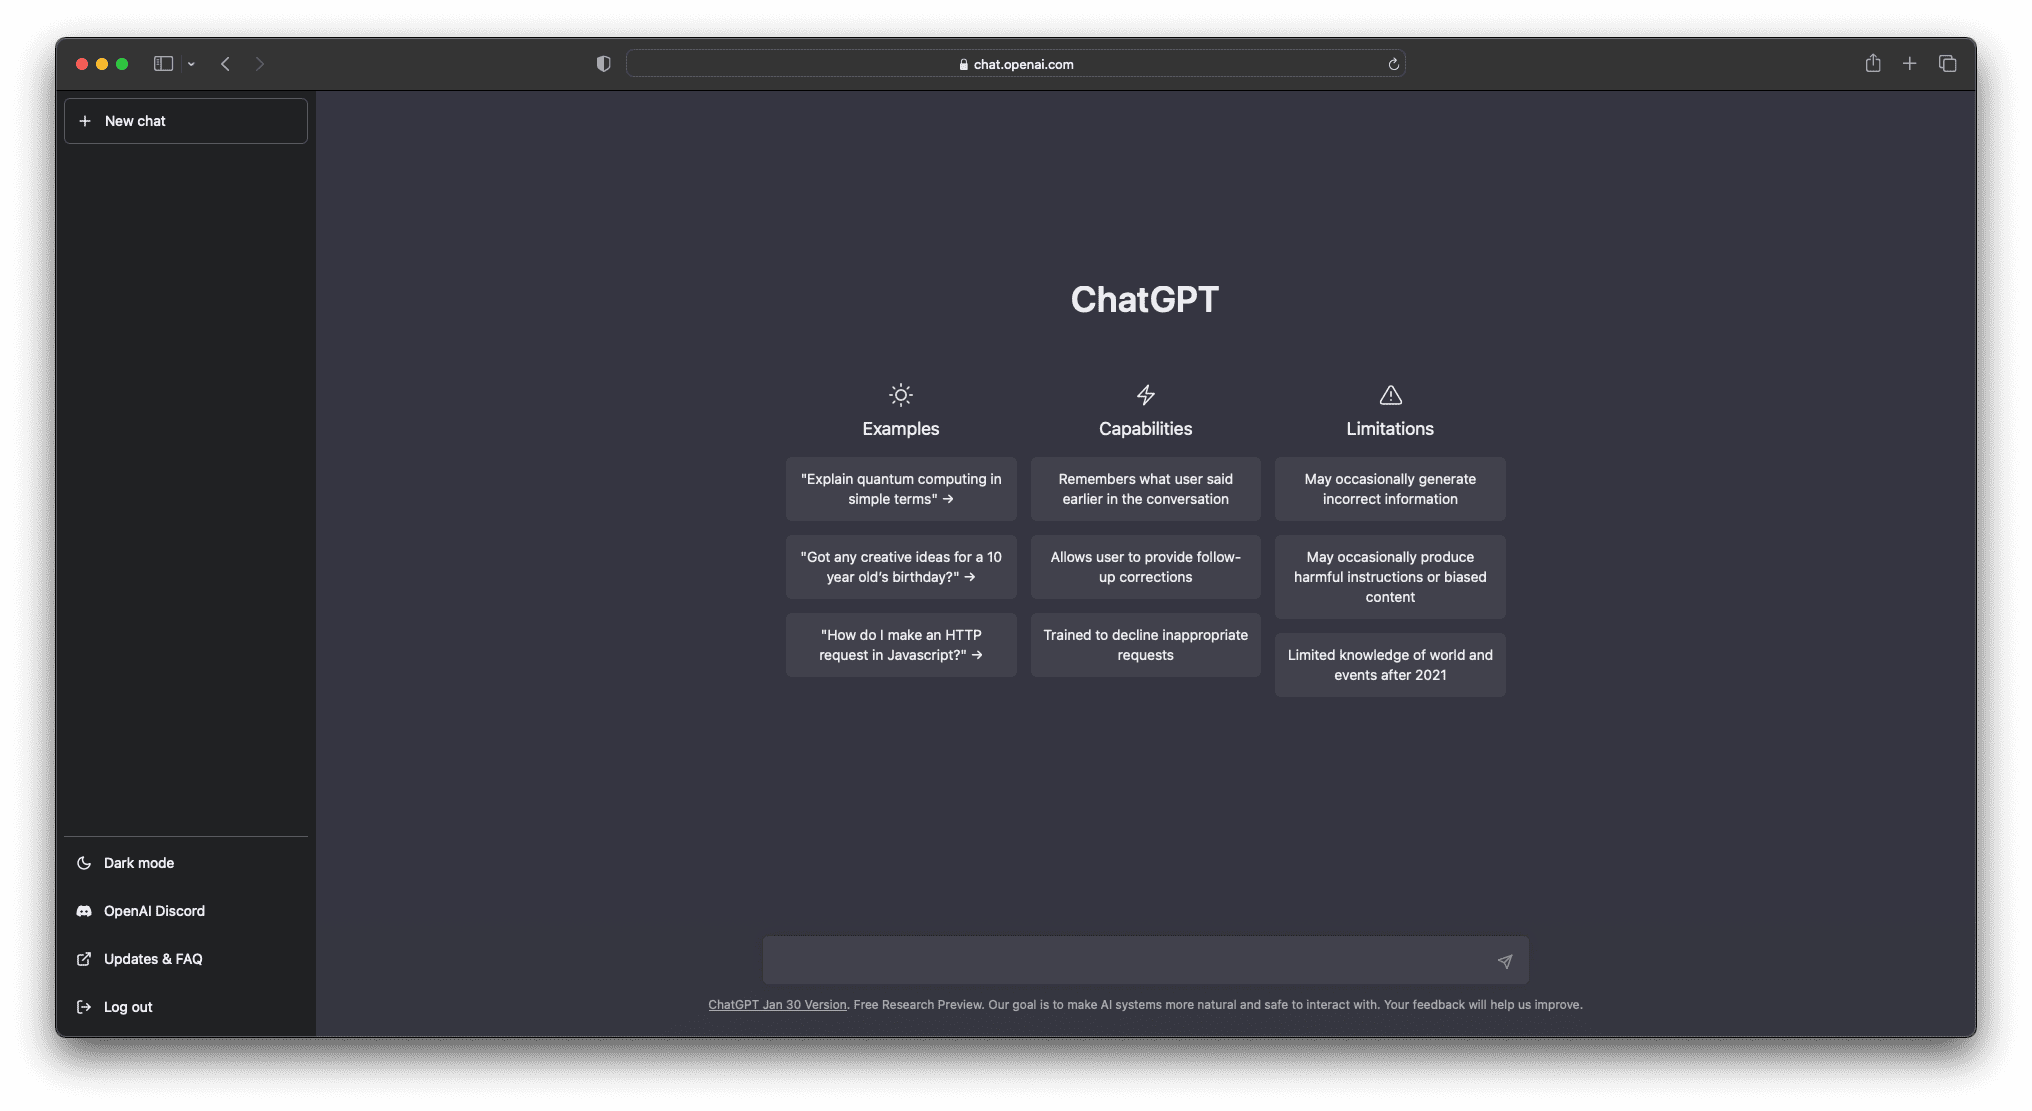 chat.openai.com
New chat
ChatGPT
Examples
"Explain quantum computing in
simple terms" →
"Got any creative ideas for a 10
year old’s birthday?" →
"How do I make an HTTP
request in Javascript?" →
Capabilities
Remembers what user said
earlier in the conversation
Allows user to provide follow-
up corrections
Trained to decline inappropriate
requests
Limitations
May occasionally generate
incorrect information
May occasionally produce
harmful instructions or biased
content
Limited knowledge of world and
events after 2021
Dark mode
OpenAI Discord
Updates & FAQ
Log out
ChatGPT Jan 30 Version. Free Research Preview. Our goal is to make AI systems more natural and safe to interact with. Your feedback will help us improve.